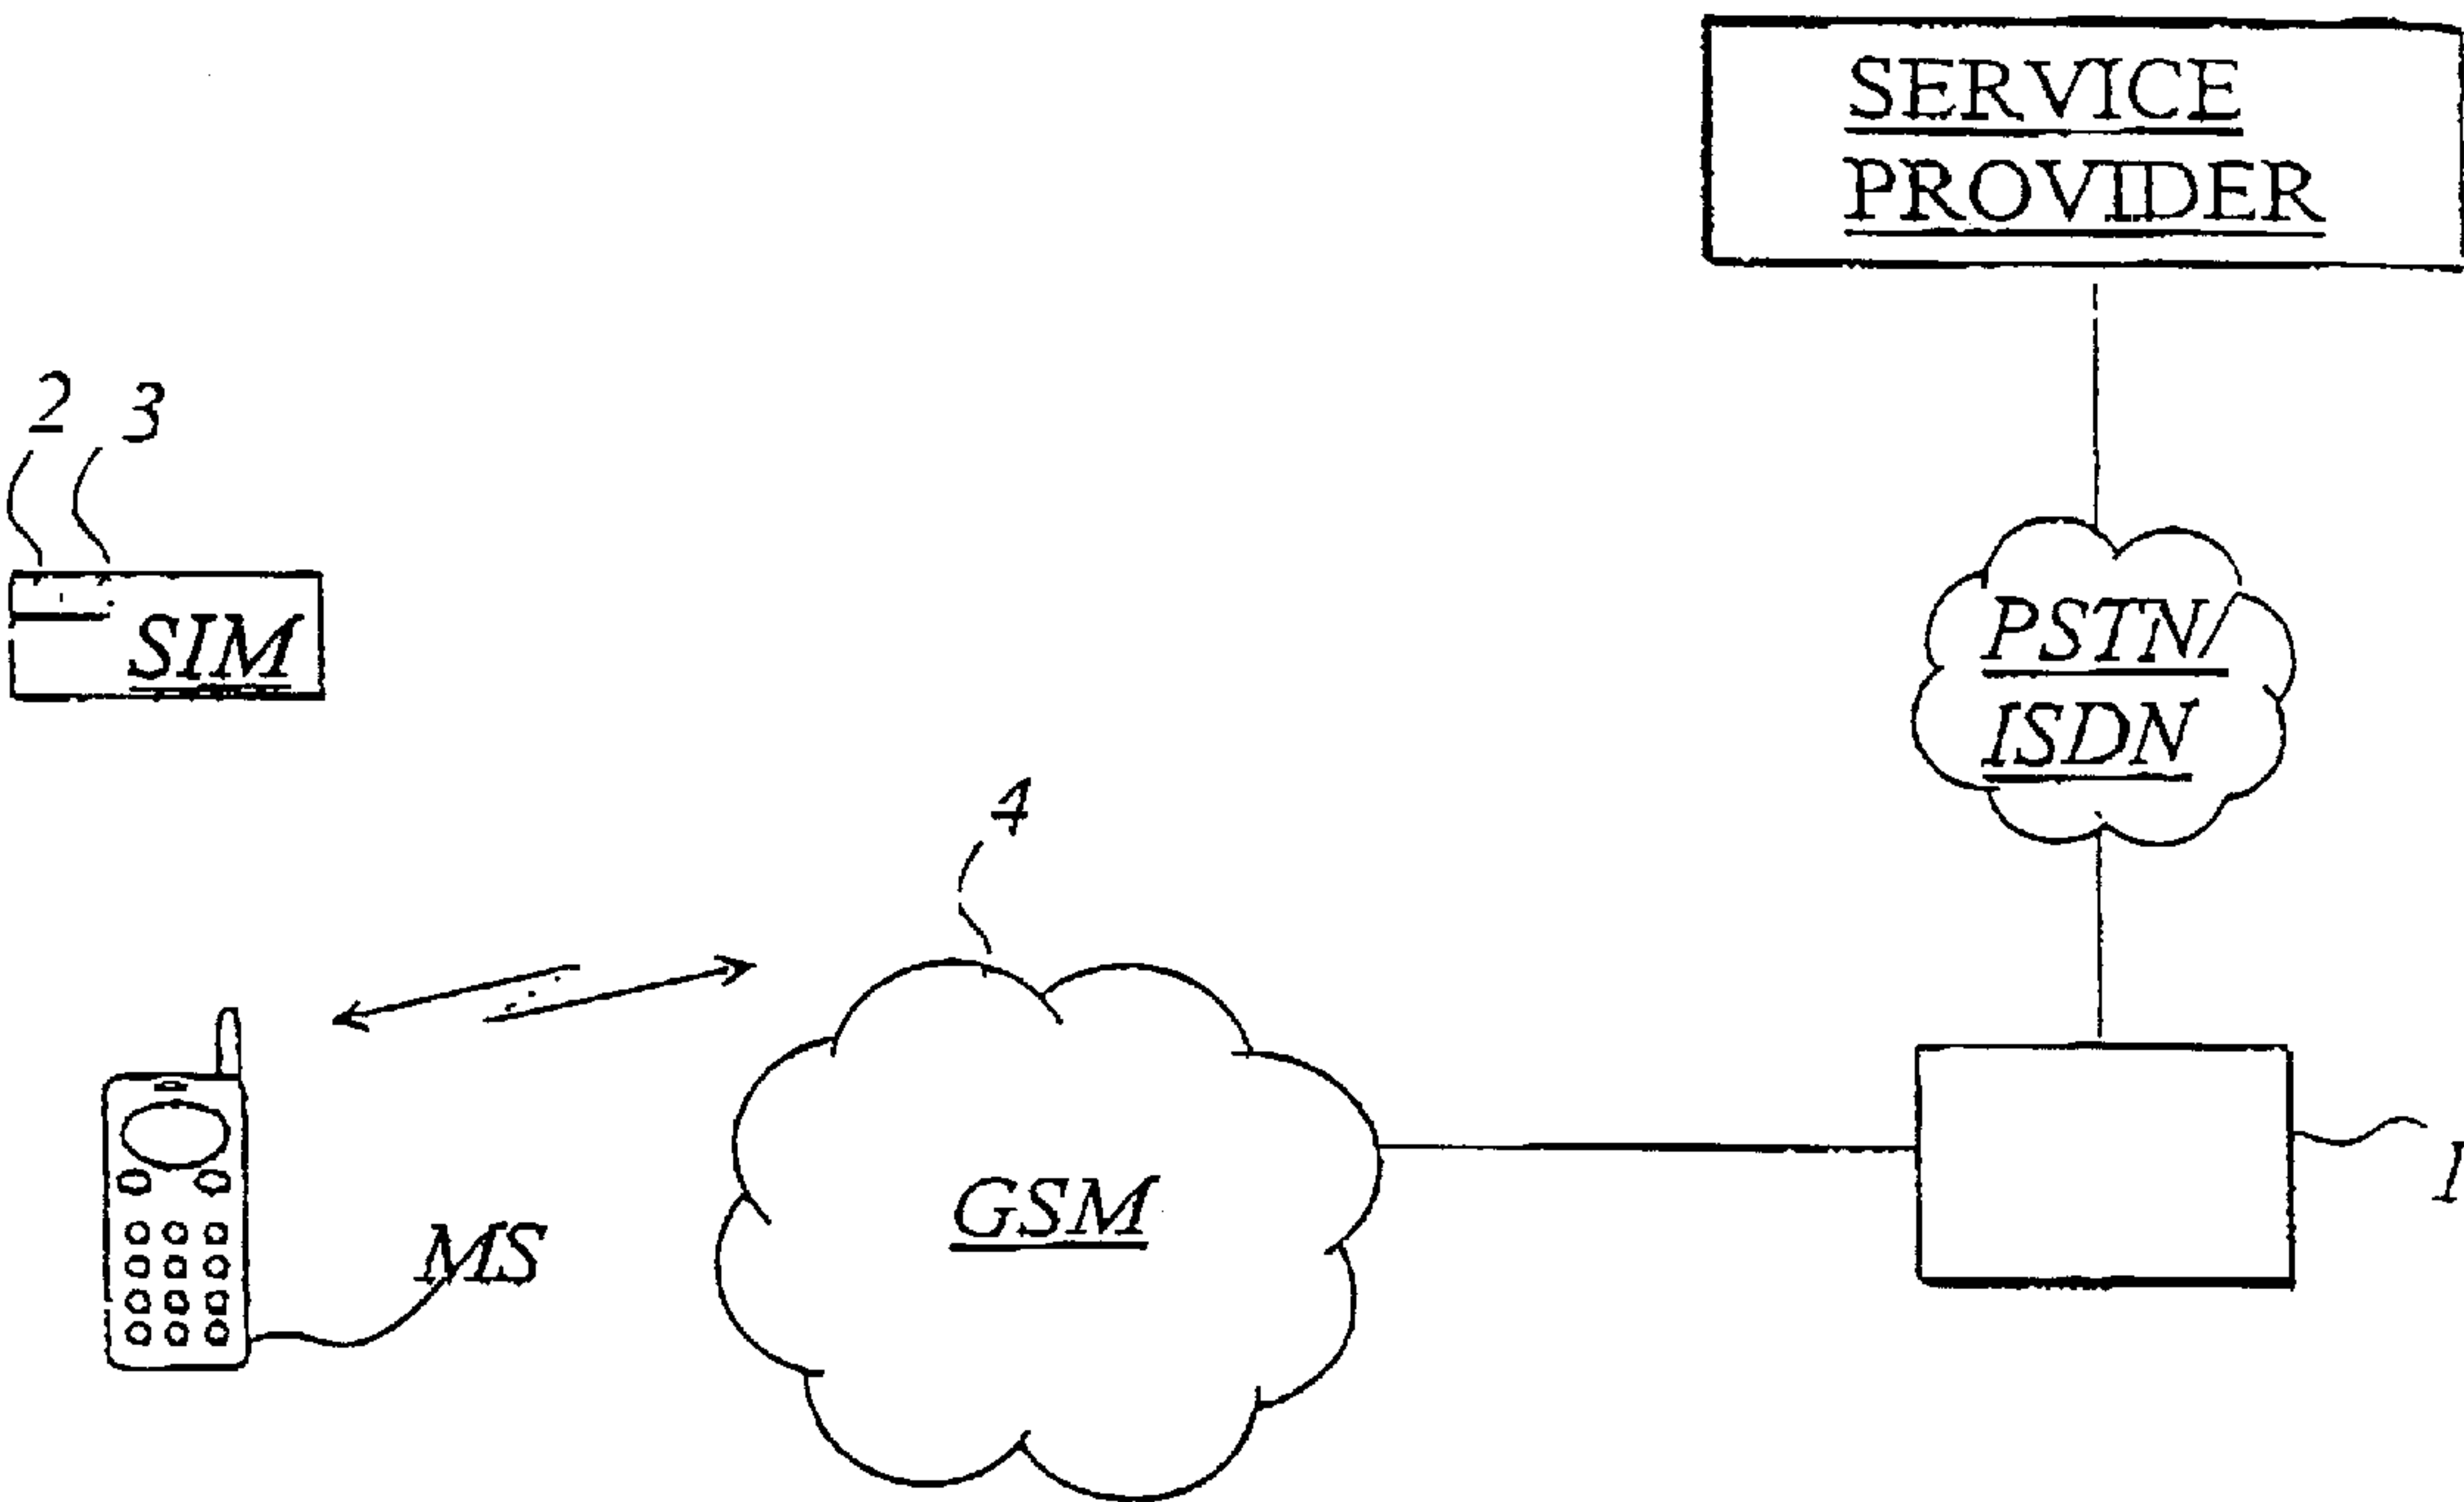 SERVICE
PROVIDER
2
3
SIM
PSTN/
ISDN
4
MS
GSM
1